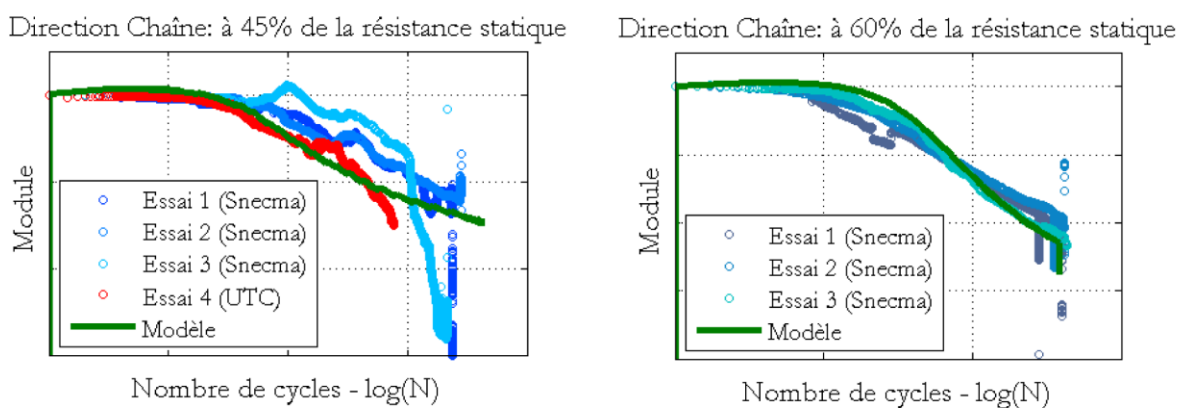 Direction Chaîne: à 45% de la résistance statique
Module
Essai 1 (Snecma)
Essai 2 (Snecma)
Essai 3 (Snecma)
Essai 4 (UTC)
Modèle
Nombre de cycles - log(N)
Direction Chaîne: à 60% de la résistance statique
Module
Essai 1 (Snecma)
Essai 2 (Snecma)
Essai 3 (Snecma)
Modèle
Nombre de cycles - log(N)